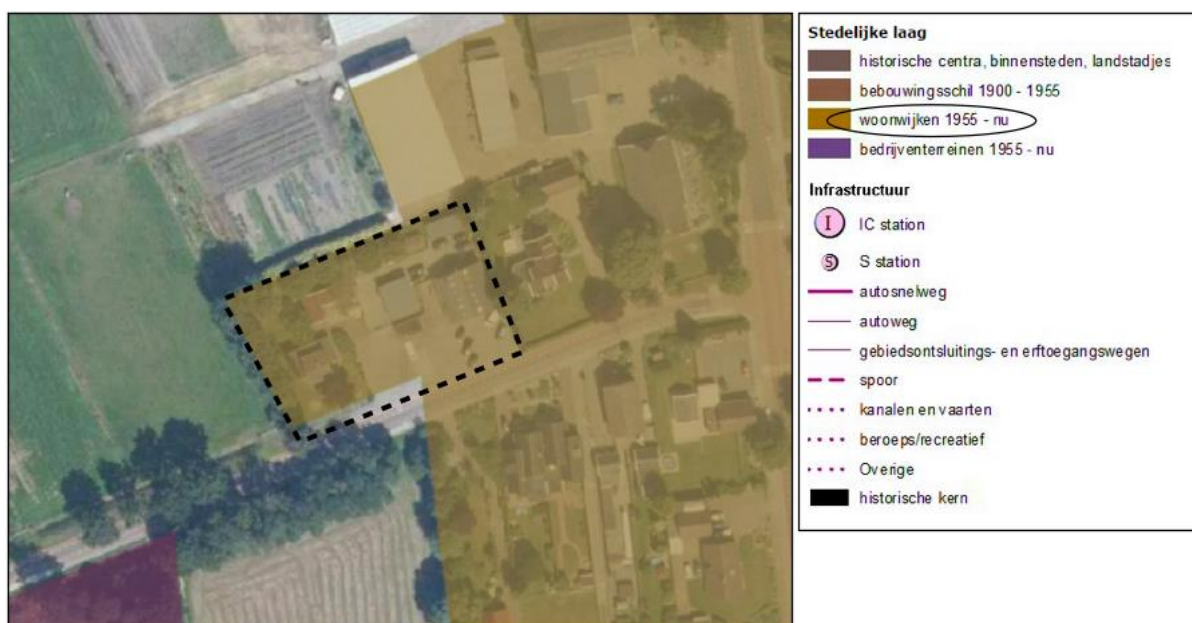 Stedelijke laag
historische centra, binnensteden, landstadjes
bebouwingsschil 1900 - 1955
woonwijken 1955 - nu
bedrijventerreinen 1955 - nu
Infrastructuur
I IC station
S S station
autosnelweg
autoweg
gebiedsontsluitings- en erftoegangswegen
spoor
kanalen en vaarten
beroeps/recreatief
Overige
historische kern